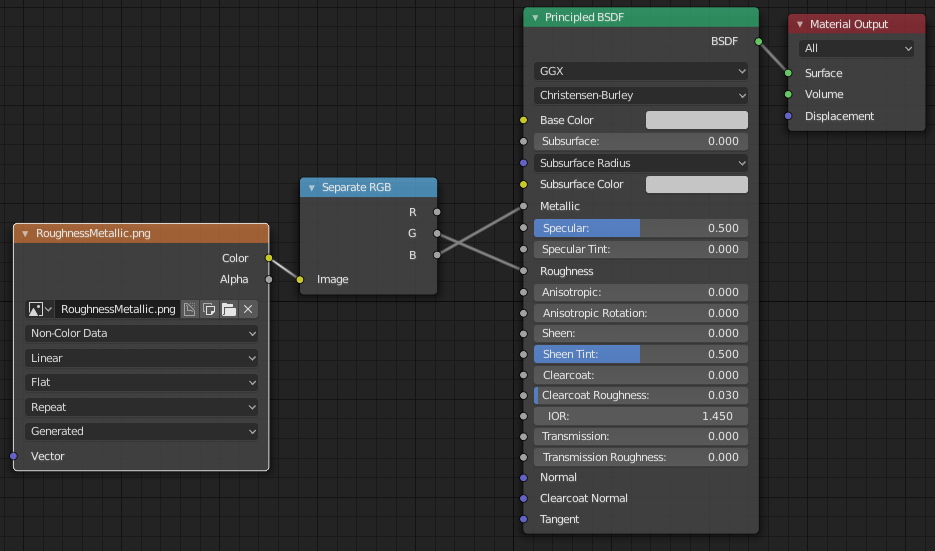 RoughnessMetallic.png
Color
Alpha
RoughnessMetallic.png
Non-Color Data
Linear
Flat
Repeat
Generated
Vector
Separate RGB
R
G
B
Image
Principled BSDF
BSDF
GGX
Christensen-Burley
Base Color
Subsurface: 0.000
Subsurface Radius
Subsurface Color
Metallic
Specular: 0.500
Specular Tint: 0.000
Roughness
Anisotropic: 0.000
Anisotropic Rotation: 0.000
Sheen: 0.000
Sheen Tint: 0.500
Clearcoat: 0.000
Clearcoat Roughness: 0.030
IOR: 1.450
Transmission: 0.000
Transmission Roughness: 0.000
Normal
Clearcoat Normal
Tangent
Material Output
All
Surface
Volume
Displacement